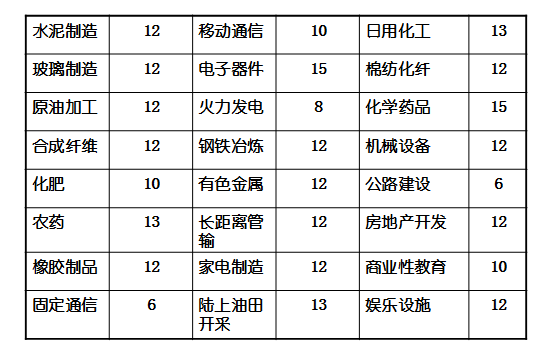 水泥制造 12 移动通信 10 日用化工 13
玻璃制造 12 电子器件 15 棉纺化纤 12
原油加工 12 火力发电 8 化学药品 15
合成纤维 12 钢铁冶炼 12 机械设备 12
化肥 10 有色金属 12 公路建设 6
农药 13 长距离管 12 房地产开发 12
输
橡胶制品 12 家电制造 12 商业性教育 10
固定通信 6 陆上油田 13 娱乐设施 12
开采